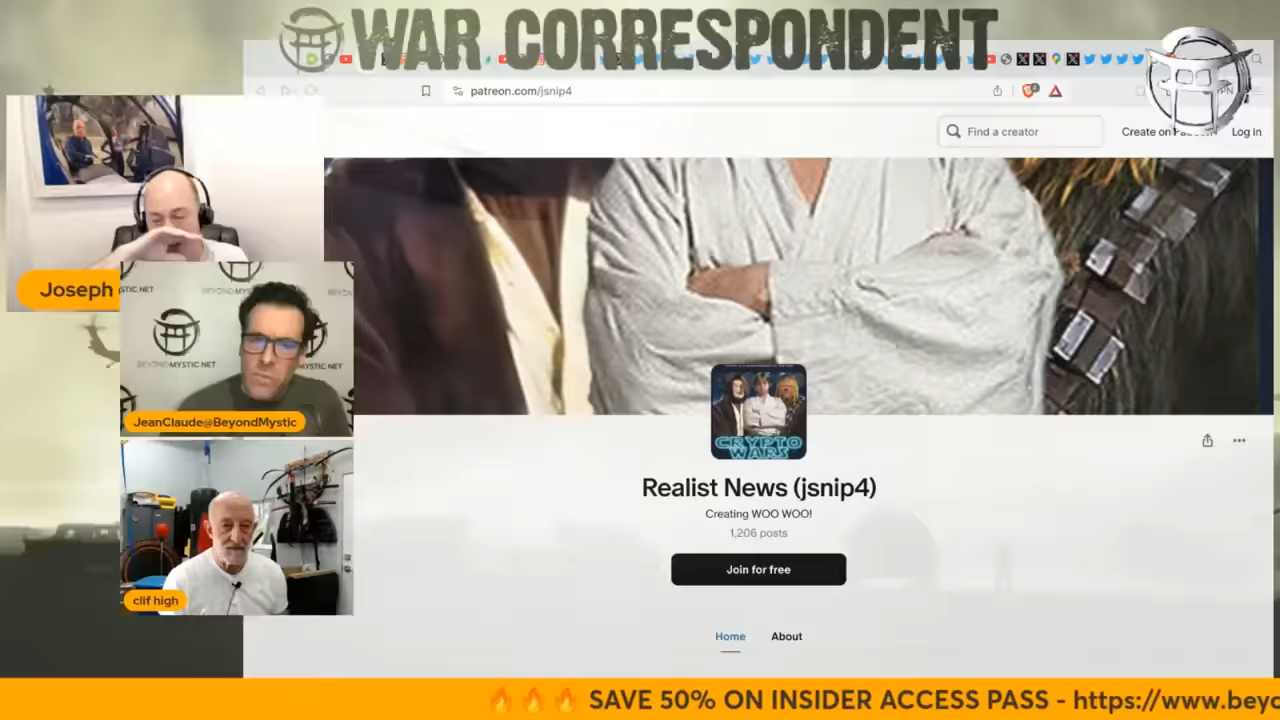 WAR CORRESPONDENT
patreon.com/jsnip4
Find a creator
Create on
Log in
Joseph
BEYONDMYSTIC NET
JeanClaude@BeyondMystic
clif high
CRYPTO
WARS
Realist News (jsnip4)
Creating WOO WOO!
1,206 posts
Join for free
Home
About
🔥🔥🔥 SAVE 50% ON INSIDER ACCESS PASS - https://www.beyo